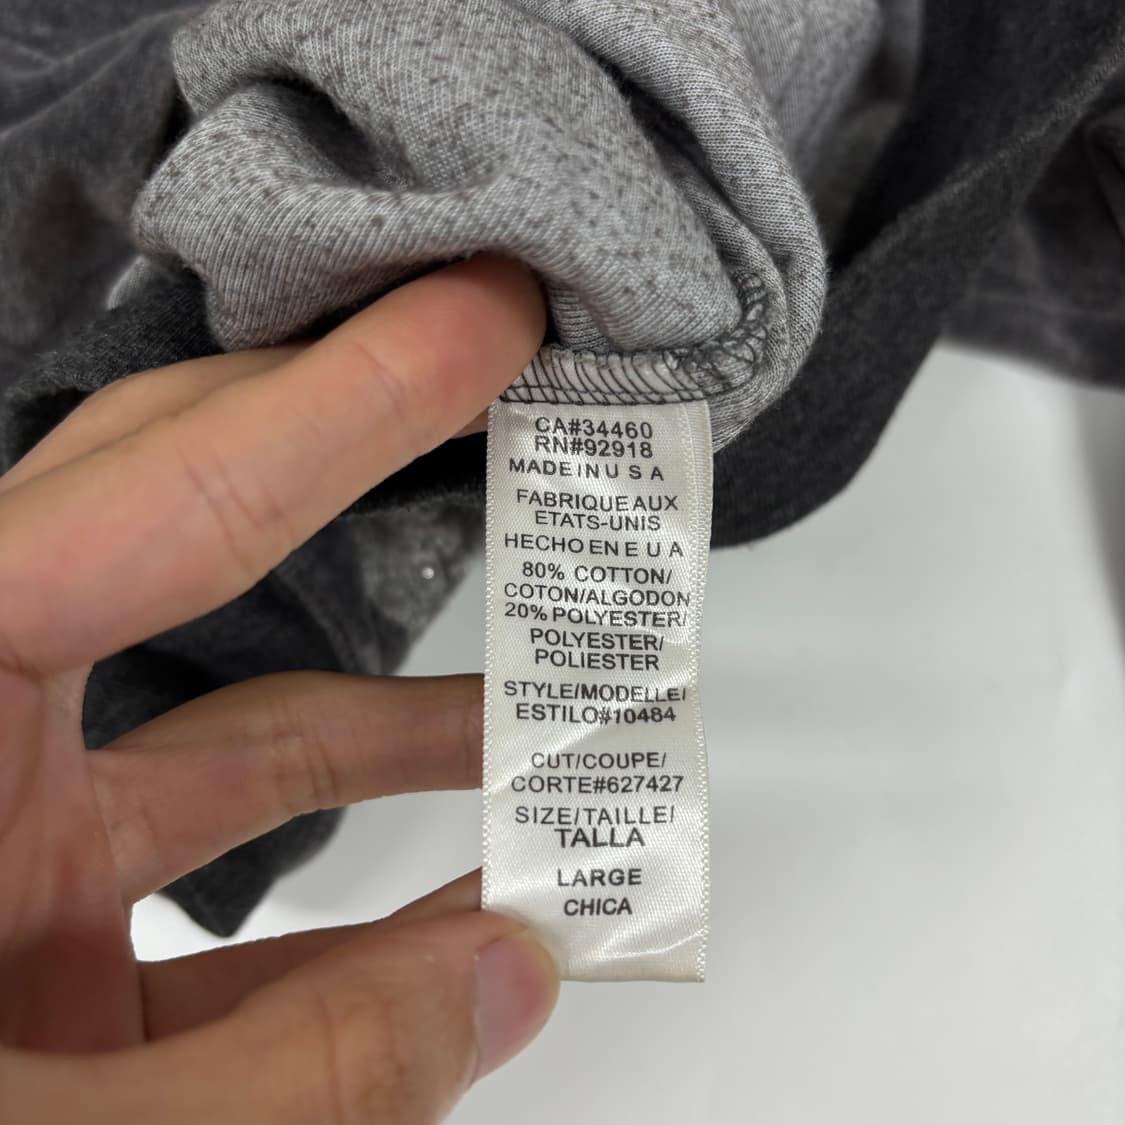 CA#34460
RN#92918
MADE IN U S A
FABRIQUE AUX
ETATS-UNIS
HECHO EN E U A
80% COTTON/
COTON/ALGODON
20% POLYESTER/
POLYESTER/
POLIESTER
STYLE/MODELLE/
ESTILO#10484
CUT/COUPE/
CORTE#627427
SIZE/TAILLE/
TALLA
LARGE
CHICA